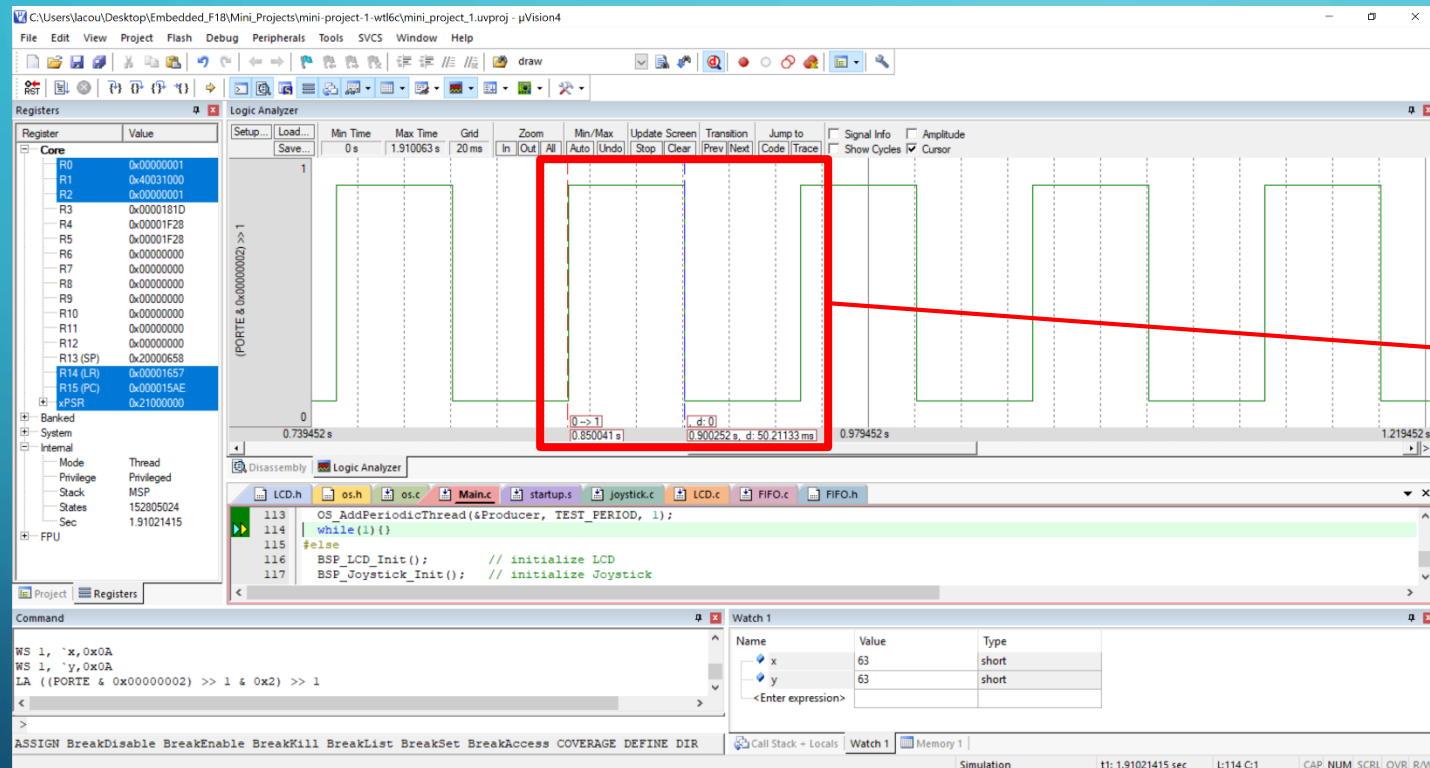 C:\Users\lacou\Desktop\Embedded_F18\Mini_Projects\mini-project-1-wtl6c\mini_project_1.uvproj - µVision4
File Edit View Project Flash Debug Peripherals Tools SVCS Window Help
draw
RST
Registers
Logic Analyzer
Register Value
Core
R0 0x00000001
R1 0x40031000
R2 0x00000001
R3 0x0000181D
R4 0x00001F28
R5 0x00001F28
R6 0x00000000
R7 0x00000000
R8 0x00000000
R9 0x00000000
R10 0x00000000
R11 0x00000000
R12 0x00000000
R13 (SP) 0x20000658
R14 (LR) 0x00001657
R15 (PC) 0x000015AE
xPSR 0x21000000
Banked
System
Internal
Mode Thread
Privilege Privileged
Stack MSP
States 152805024
Sec 1.91021415
FPU
Project Registers
Setup... Load... Min Time Max Time Grid Zoom Min/Max Update Screen Transition Jump to Signal Info Amplitude
Save... 0 s 1.910063 s 20 ms In Out All Auto Undo Stop Clear Prev Next Code Trace Show Cycles Cursor
1
(PORTE & 0x00000002) >> 1
0
0 --> 1 , d: 0
0.739452 s 0.850041 s 0.900252 s, d: 50.21133 ms 0.979452 s 1.219452 s
Disassembly Logic Analyzer
LCD.h os.h os.c Main.c startup.s joystick.c LCD.c FIFO.c FIFO.h
113 OS_AddPeriodicThread(&Producer, TEST_PERIOD, 1);
114 while(1){}
115 #else
116 BSP_LCD_Init(); // initialize LCD
117 BSP_Joystick_Init(); // initialize Joystick
Command
WS 1, `x,0x0A
WS 1, `y,0x0A
LA ((PORTE & 0x00000002) >> 1 & 0x2) >> 1
>
ASSIGN BreakDisable BreakEnable BreakKill BreakList BreakSet BreakAccess COVERAGE DEFINE DIR
Watch 1
Name Value Type
x 63 short
y 63 short
<Enter expression>
Call Stack + Locals Watch 1 Memory 1
Simulation t1: 1.91021415 sec L:114 C:1 CAP NUM SCRL OVR R/W